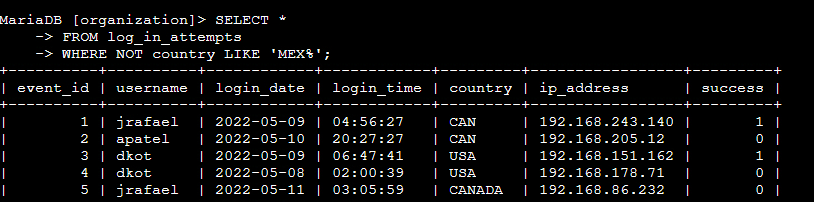 MariaDB [organization]> SELECT *
    -> FROM log_in_attempts
    -> WHERE NOT country LIKE 'MEX%';
+----------+----------+------------+------------+---------+-----------------+---------+
| event_id | username | login_date | login_time | country | ip_address      | success |
+----------+----------+------------+------------+---------+-----------------+---------+
|        1 | jrafael  | 2022-05-09 | 04:56:27   | CAN     | 192.168.243.140 |       1 |
|        2 | apatel   | 2022-05-10 | 20:27:27   | CAN     | 192.168.205.12  |       0 |
|        3 | dkot     | 2022-05-09 | 06:47:41   | USA     | 192.168.151.162 |       1 |
|        4 | dkot     | 2022-05-08 | 02:00:39   | USA     | 192.168.178.71  |       0 |
|        5 | jrafael  | 2022-05-11 | 03:05:59   | CANADA  | 192.168.86.232  |       0 |